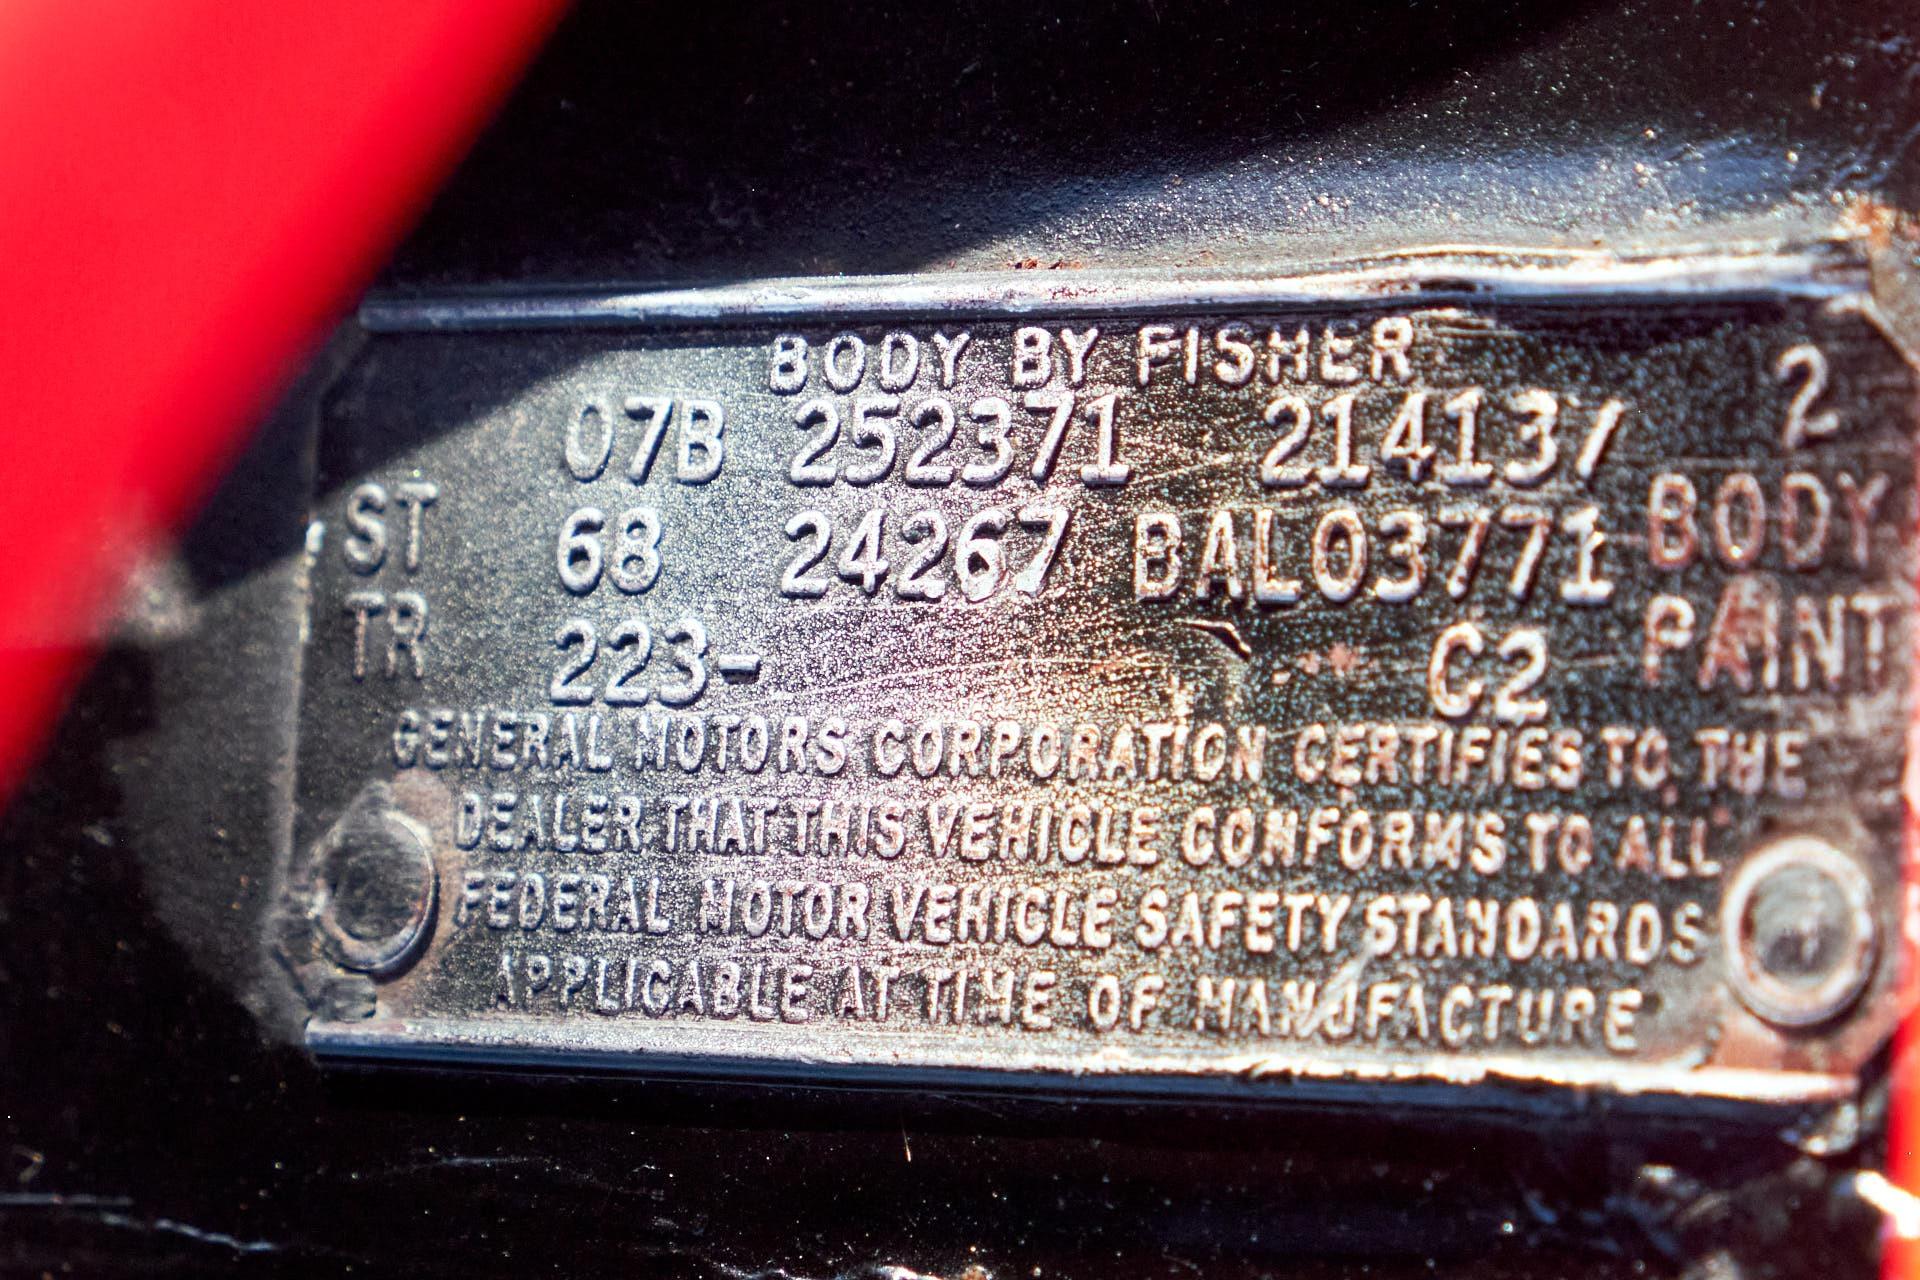 BODY BY FISHER
07B 252371 214137 2
ST 68 24267 BAL03771 BODY
TR 223- C2 PAINT
GENERAL MOTORS CORPORATION CERTIFIES TO THE
DEALER THAT THIS VEHICLE CONFORMS TO ALL
FEDERAL MOTOR VEHICLE SAFETY STANDARDS
APPLICABLE AT TIME OF MANUFACTURE